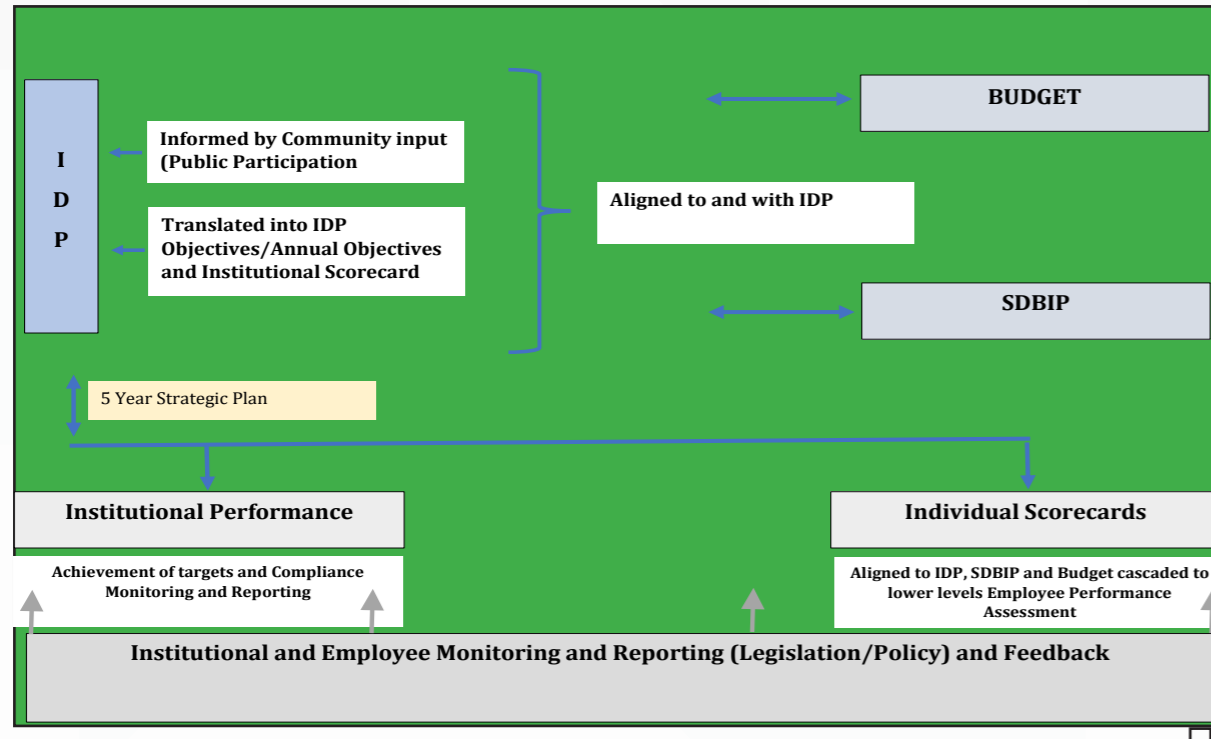 BUDGET
I
D
P
Informed by Community input
(Public Participation
Translated into IDP
Objectives/Annual Objectives
and Institutional Scorecard
Aligned to and with IDP
SDBIP
5 Year Strategic Plan
Institutional Performance
Individual Scorecards
Achievement of targets and Compliance
Monitoring and Reporting
Aligned to IDP, SDBIP and Budget cascaded to
lower levels Employee Performance
Assessment
Institutional and Employee Monitoring and Reporting (Legislation/Policy) and Feedback